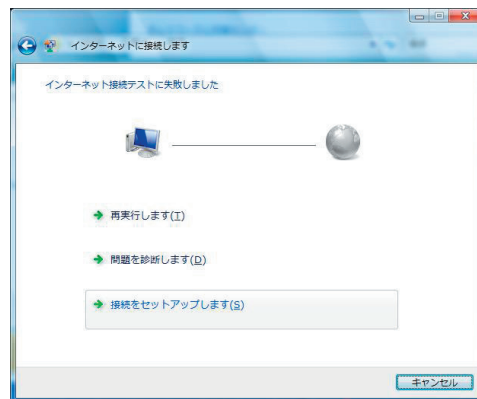 インターネットに接続します
インターネット接続テストに失敗しました
再実行します(I)
問題を診断します(D)
接続をセットアップします(S)
キャンセル